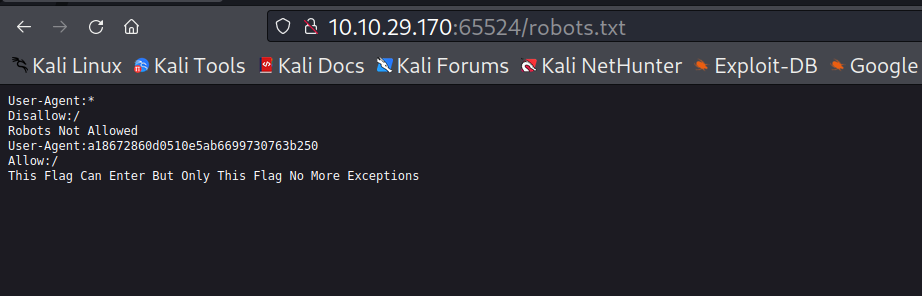 10.10.29.170:65524/robots.txt
Kali Linux Kali Tools Kali Docs Kali Forums Kali NetHunter Exploit-DB Google
User-Agent:*
Disallow:/
Robots Not Allowed
User-Agent:a18672860d0510e5ab6699730763b250
Allow:/
This Flag Can Enter But Only This Flag No More Exceptions